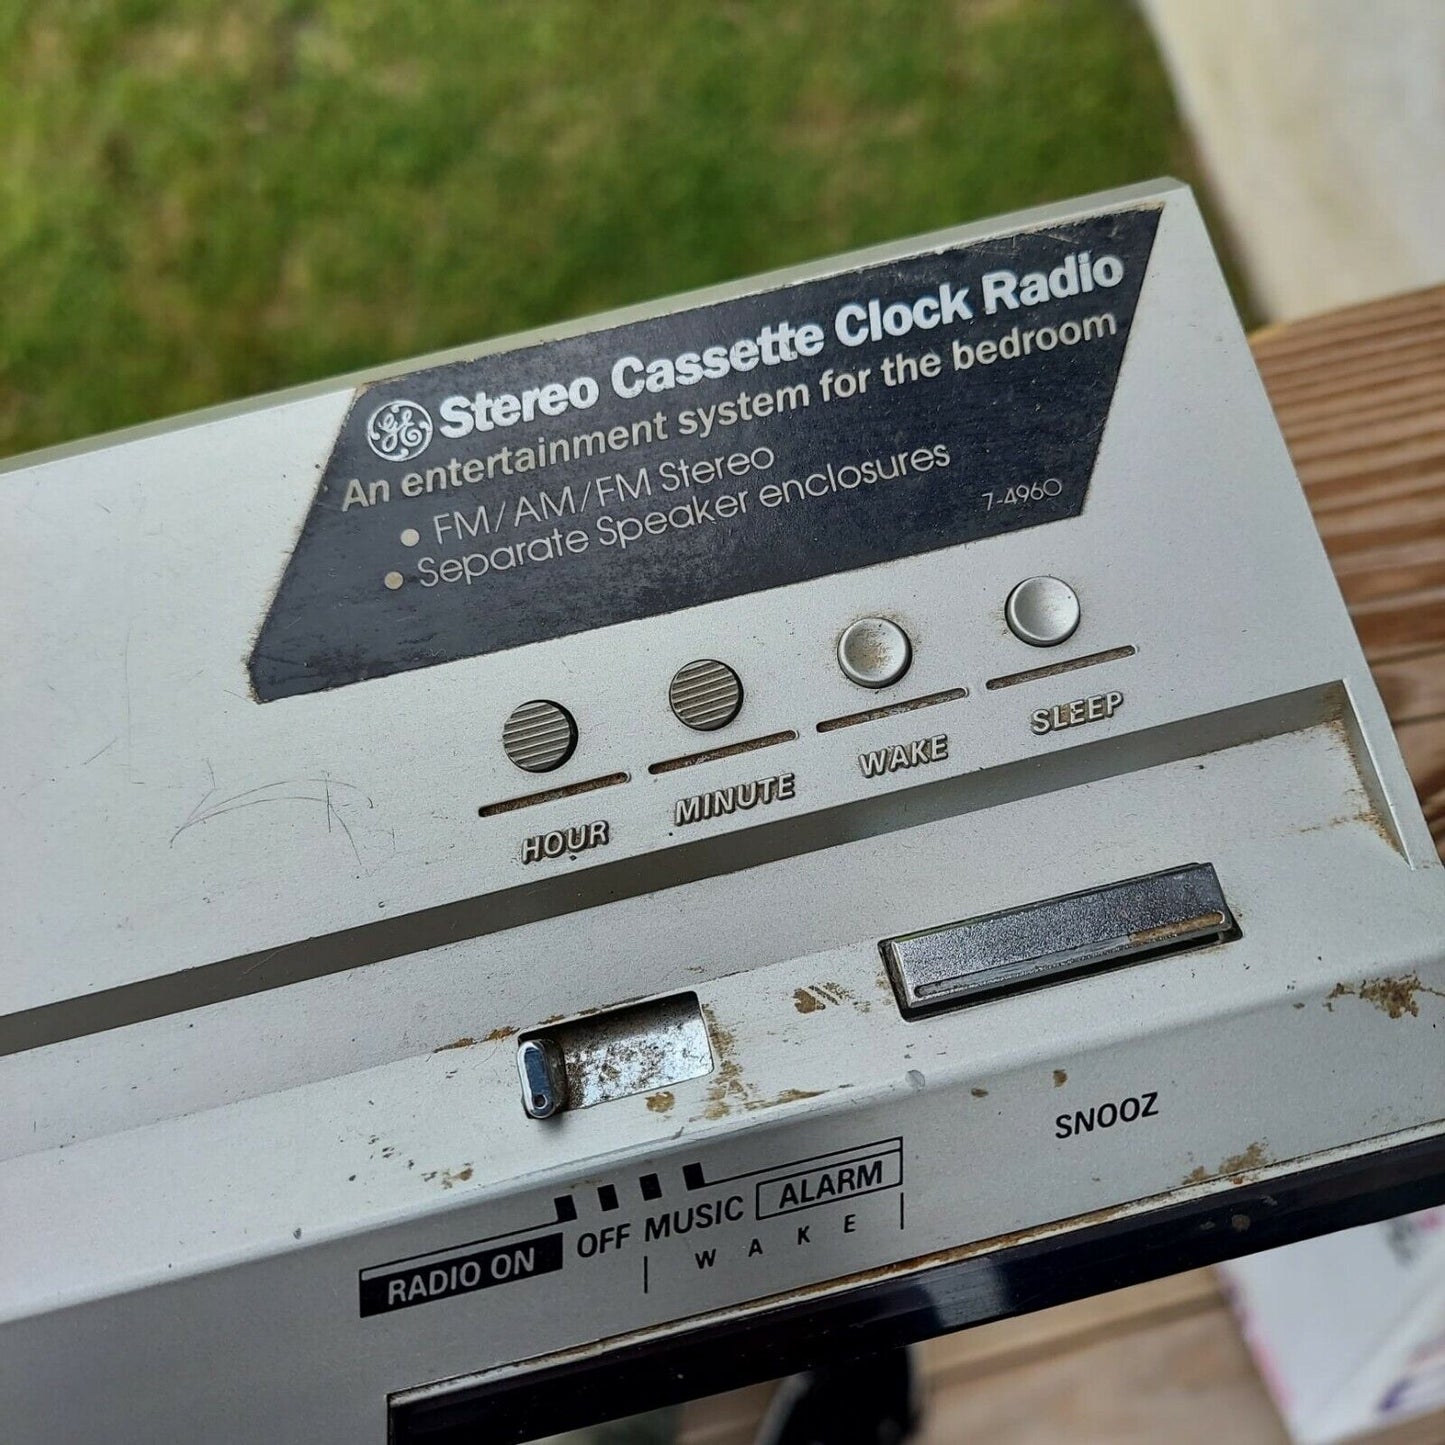 GE Stereo Cassette Clock Radio
An entertainment system for the bedroom
• FM/AM/FM Stereo
• Separate Speaker enclosures
7-4960
HOUR MINUTE WAKE SLEEP
SNOOZ
RADIO ON OFF MUSIC ALARM
WAKE